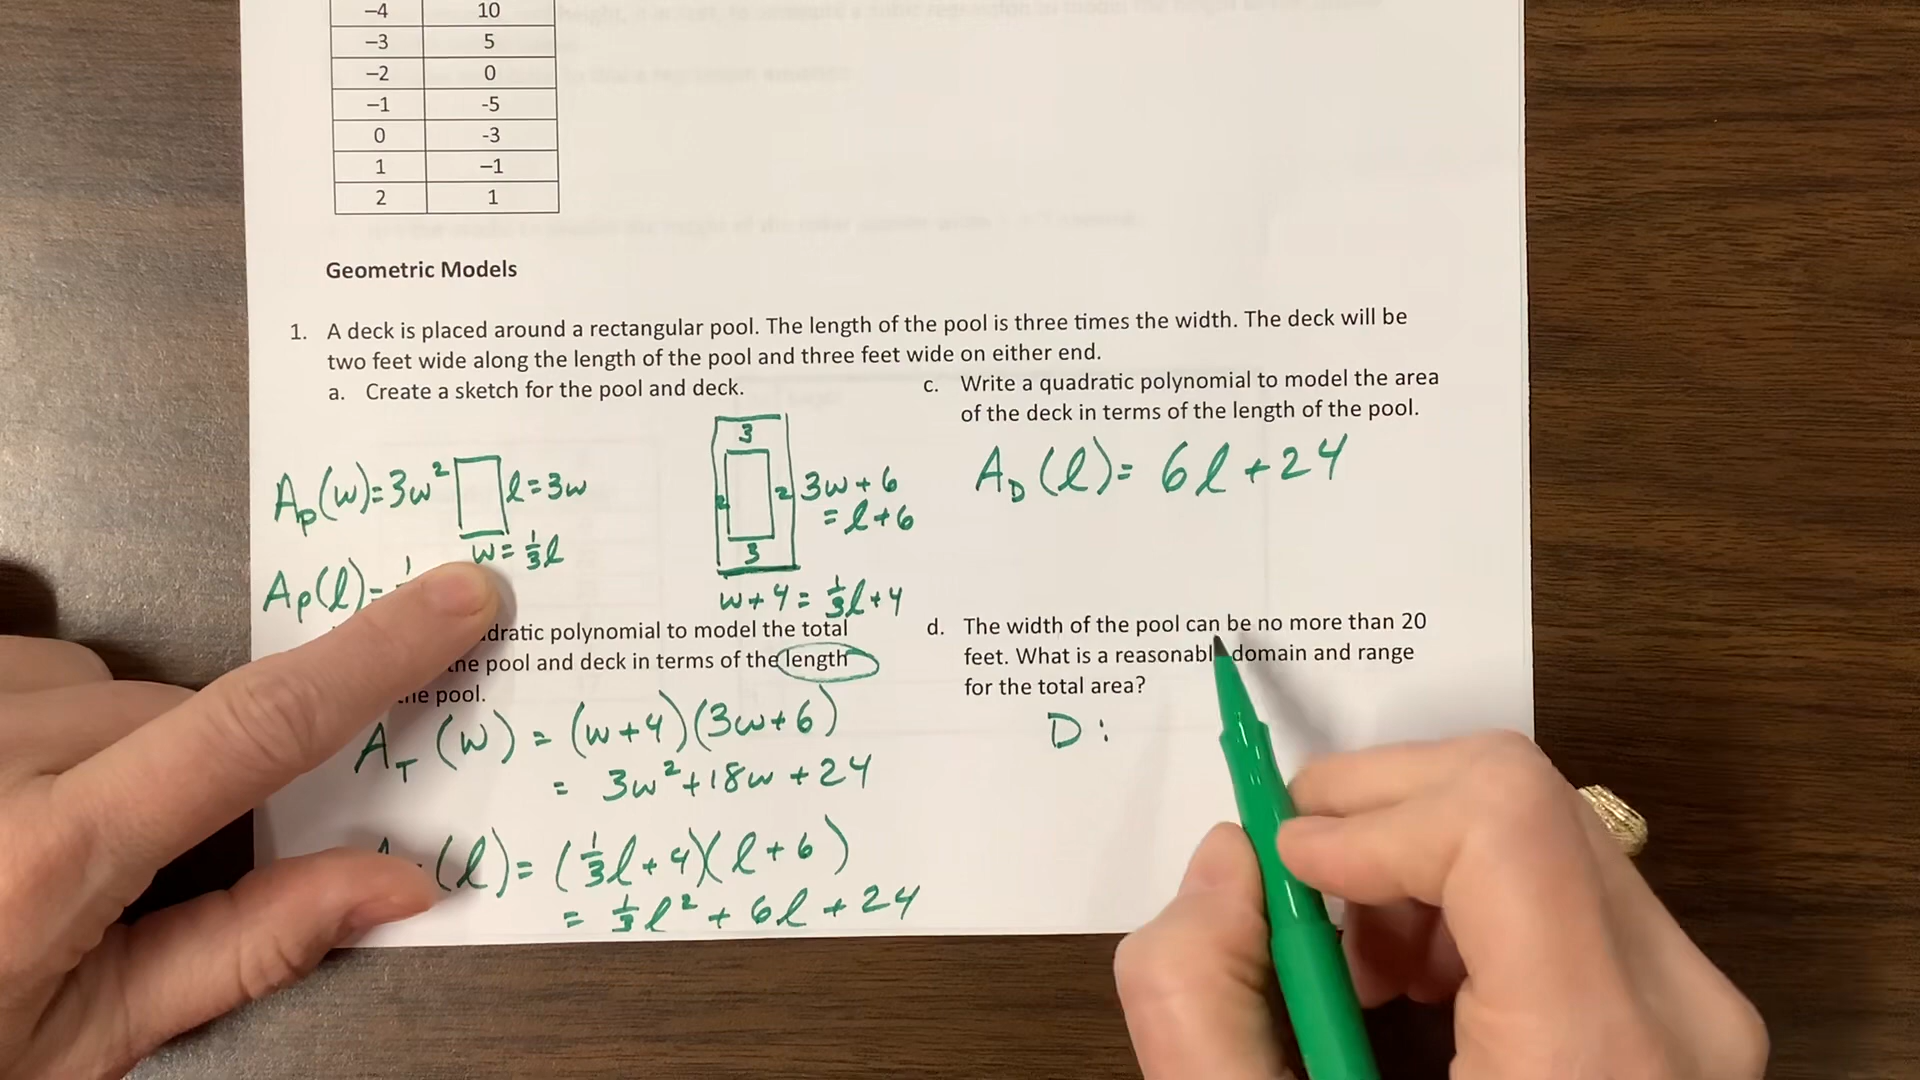 –4 10
–3 5
–2 0
–1 -5
0 -3
1 –1
2 1
Geometric Models
1. A deck is placed around a rectangular pool. The length of the pool is three times the width. The deck will be
two feet wide along the length of the pool and three feet wide on either end.
a. Create a sketch for the pool and deck.
A_p(w)=3w² l=3w
w=⅓l
A_p(l)=
3
2 2
3
3w+6
=l+6
w+4=⅓l+4
polynomial to model the total
pool and deck in terms of the length
pool.
A_T(w) = (w+4)(3w+6)
= 3w²+18w+24
(l)=(⅓l+4)(l+6)
= ⅓l²+6l+24
c. Write a quadratic polynomial to model the area
of the deck in terms of the length of the pool.
A_D(l)= 6l+24
d. The width of the pool can be no more than 20
feet. What is a domain and range
for the total area?
D: